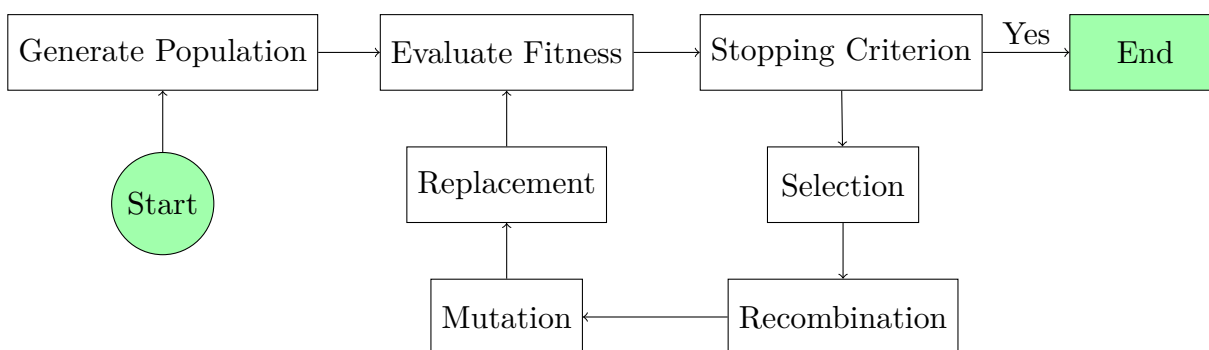 Generate Population
Evaluate Fitness
Stopping Criterion
Yes
End
Start
Replacement
Selection
Mutation
Recombination